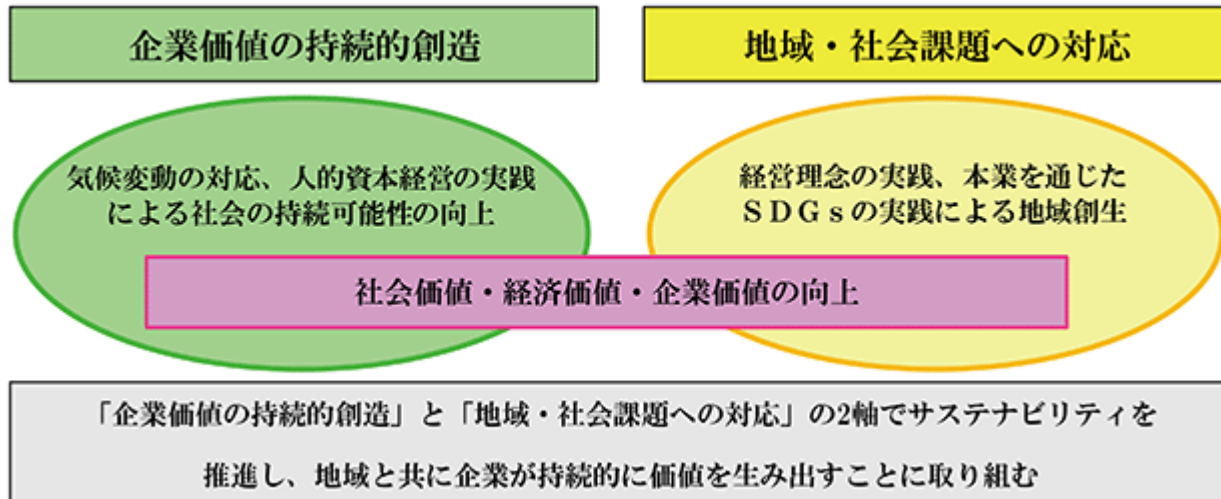 企業価値の持続的創造
地域・社会課題への対応
気候変動の対応、人的資本経営の実践
による社会の持続可能性の向上
経営理念の実践、本業を通じた
SDGsの実践による地域創生
社会価値・経済価値・企業価値の向上
「企業価値の持続的創造」と「地域・社会課題への対応」の2軸でサステナビリティを
推進し、地域と共に企業が持続的に価値を生み出すことに取り組む